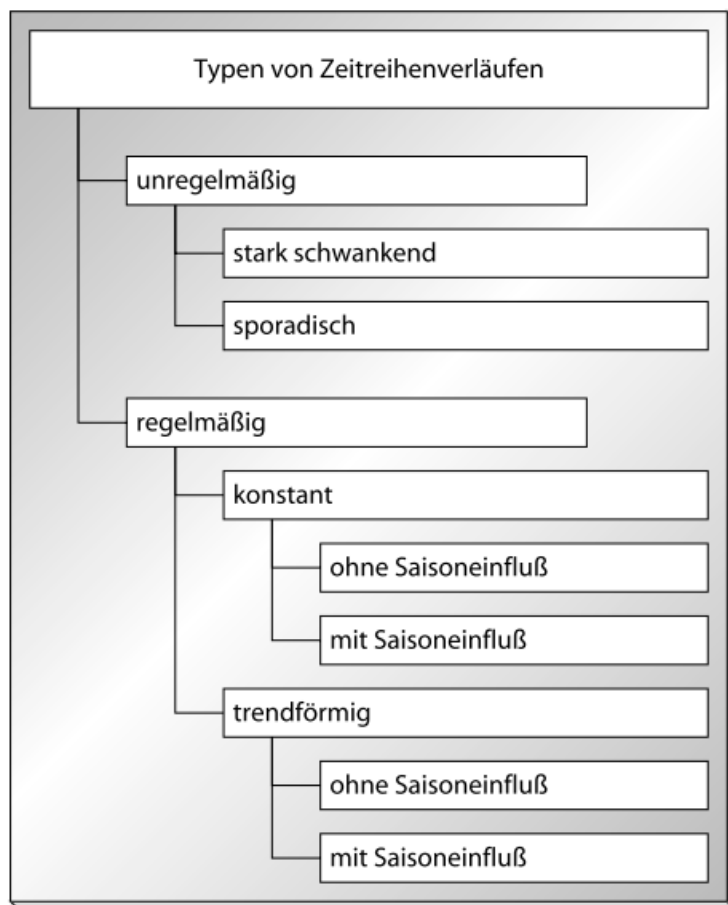 Typen von Zeitreihenverläufen
unregelmäßig
stark schwankend
sporadisch
regelmäßig
konstant
ohne Saisoneinfluß
mit Saisoneinfluß
trendförmig
ohne Saisoneinfluß
mit Saisoneinfluß